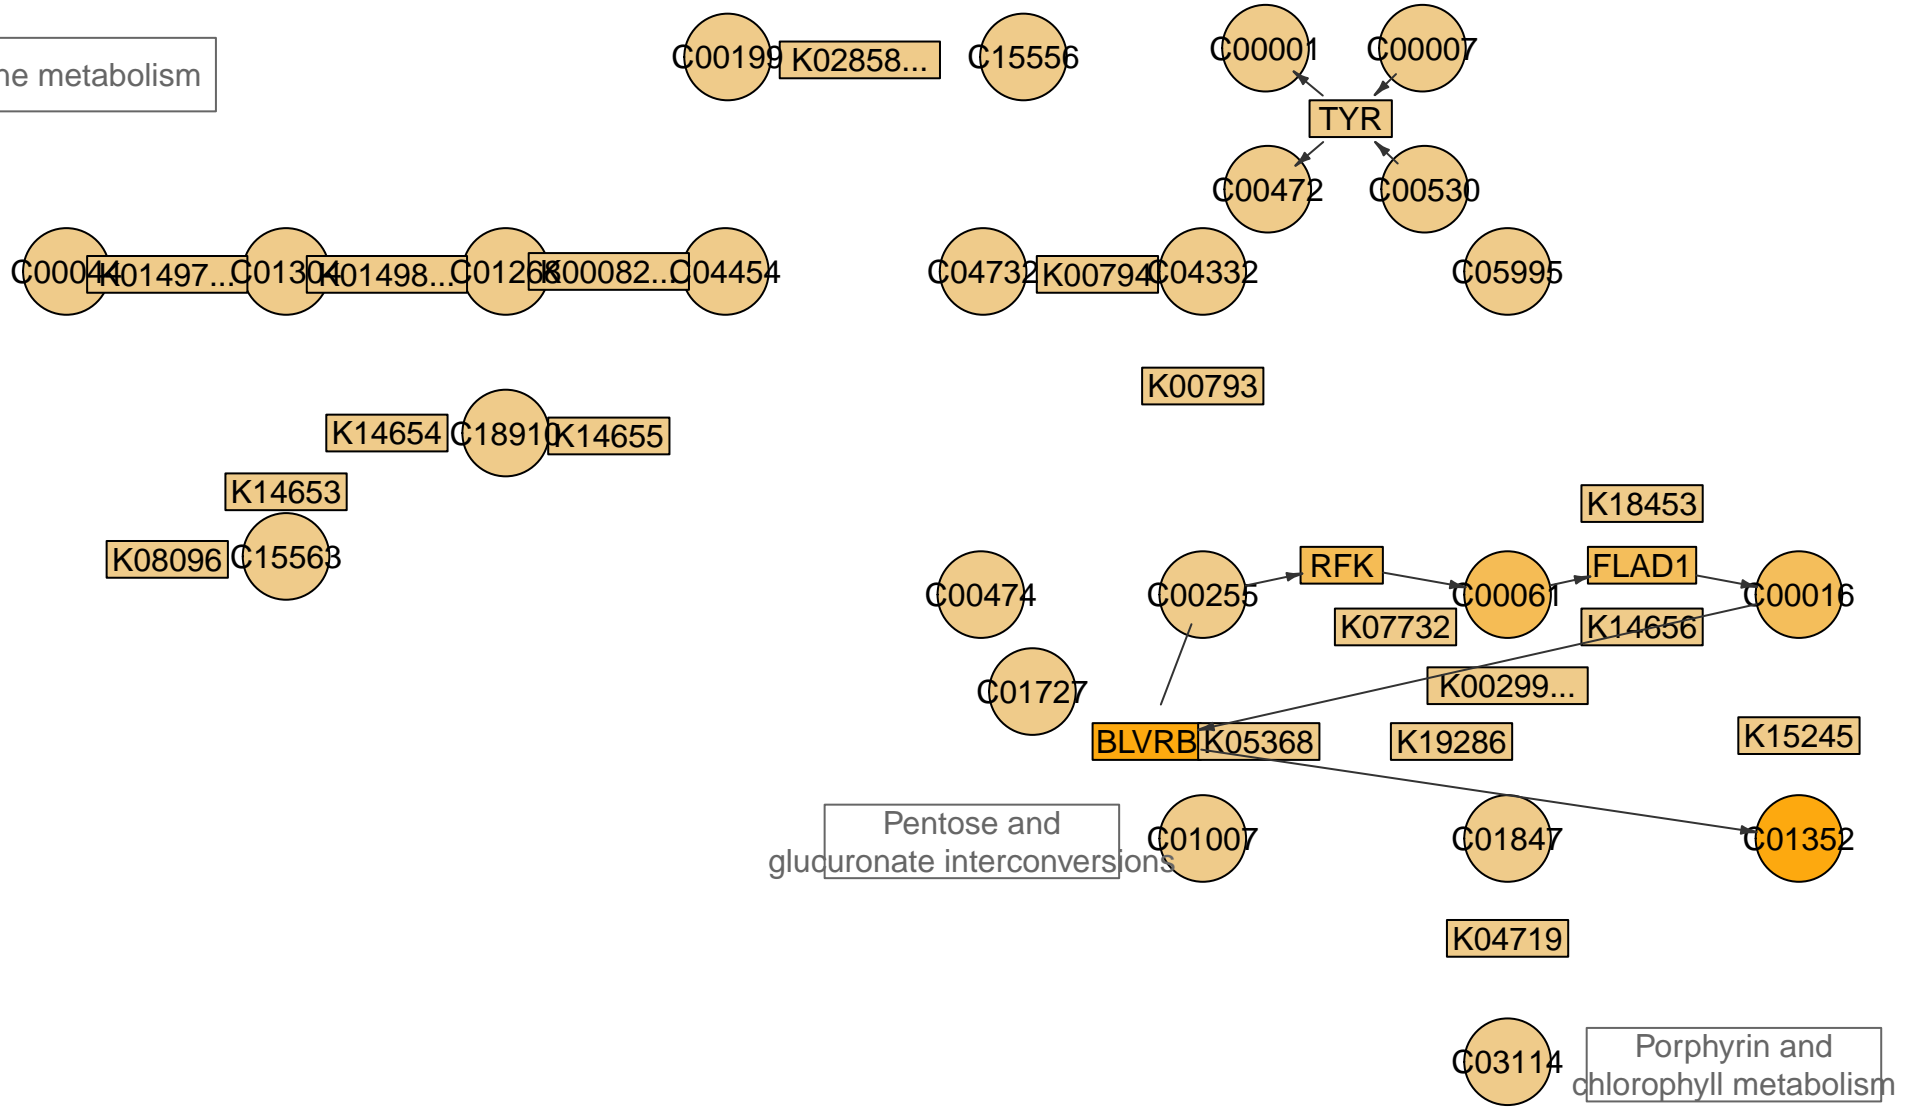 ne metabolism
C00199
K02858...
C15556
C00001
C00007
TYR
C00472
C00530
C00044
K01497...
C01304
K01498...
C01268
K00082...
C04454
C04732
K00794
C04332
C05995
K00793
K14654
C18910
K14655
K14653
K08096
C15563
K18453
C00474
C00255
RFK
C00061
FLAD1
C00016
K07732
K14656
C01727
K00299...
BLVRB
K05368
K19286
K15245
Pentose and
glucuronate interconversions
C01007
C01847
C01352
K04719
C03114
Porphyrin and
chlorophyll metabolism